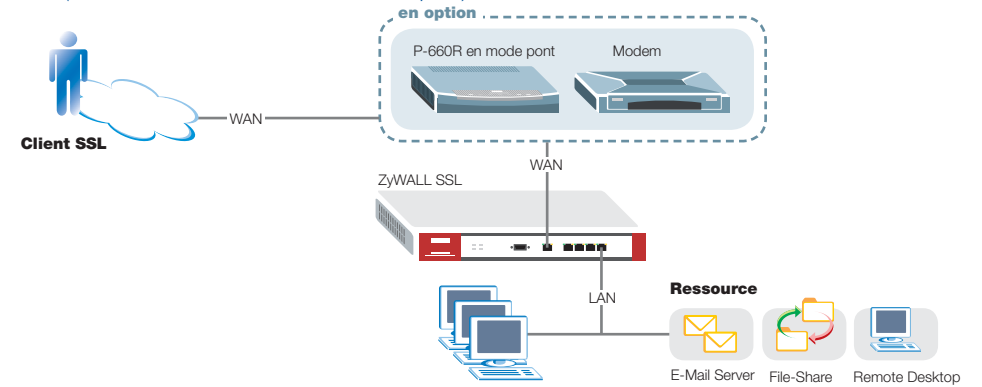 en option
P-660R en mode pont
Modem
WAN
Client SSL
WAN
ZyWALL SSL
LAN
Ressource
E-Mail Server
File-Share
Remote Desktop